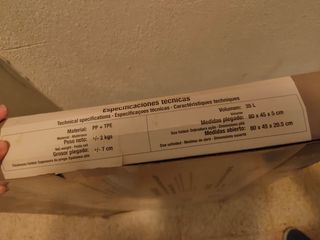 Especificaciones técnicas
Technical specifications - Especificações técnicas - Caractéristiques techniques
Material: PP + TPE
Peso neto: +/- 2 kgs
Grosor plegado: +/- 7 cm
Volumen: 35 L
Medidas plegado: 80 x 45 x 5 cm
Medidas abierto: 80 x 45 x 20.5 cm